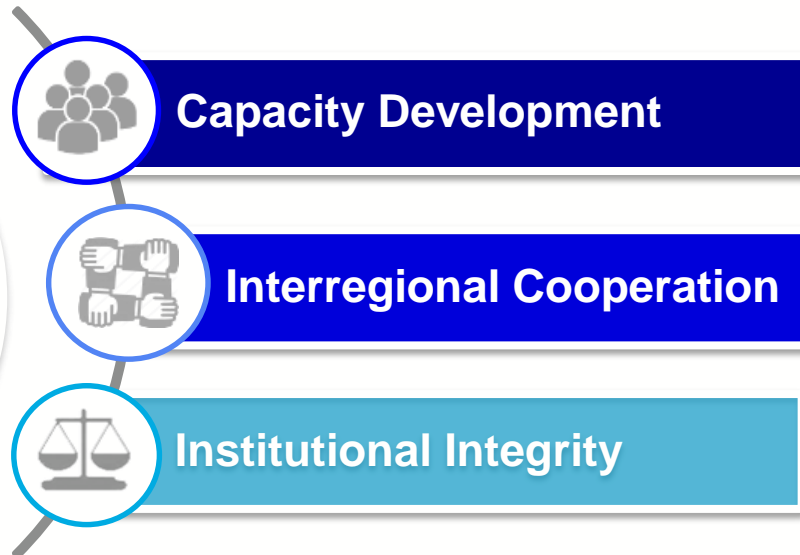 Capacity Development
Interregional Cooperation
Institutional Integrity